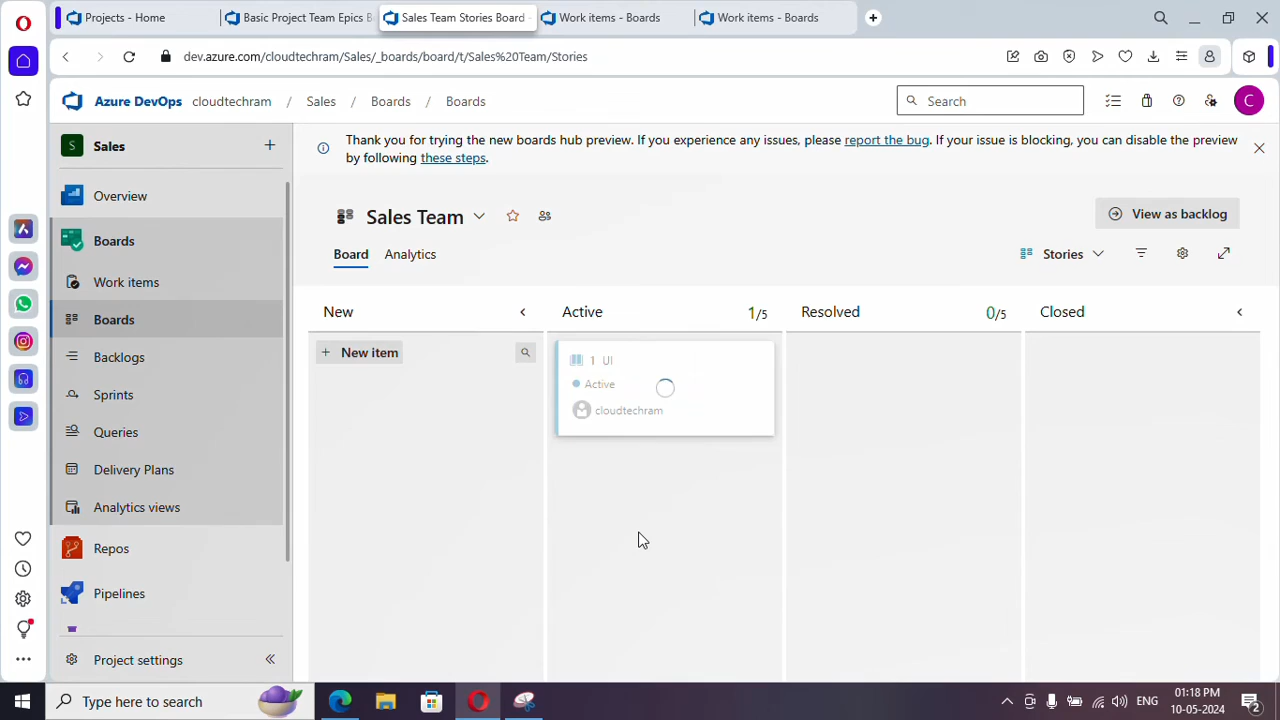 Projects - Home
Basic Project Team Epics B
Sales Team Stories Board -
Work items - Boards
Work items - Boards
dev.azure.com/cloudtechram/Sales/_boards/board/t/Sales%20Team/Stories
Azure DevOps cloudtechram / Sales / Boards / Boards
Search
C
S Sales
Thank you for trying the new boards hub preview. If you experience any issues, please report the bug. If your issue is blocking, you can disable the preview
by following these steps.
Overview
Boards
Work items
Boards
Backlogs
Sprints
Queries
Delivery Plans
Analytics views
Repos
Pipelines
Project settings
Sales Team
View as backlog
Board Analytics
Stories
New
Active 1/5
Resolved 0/5
Closed
+ New item
1 UI
Active
cloudtechram
Type here to search
ENG
01:18 PM
10-05-2024
2